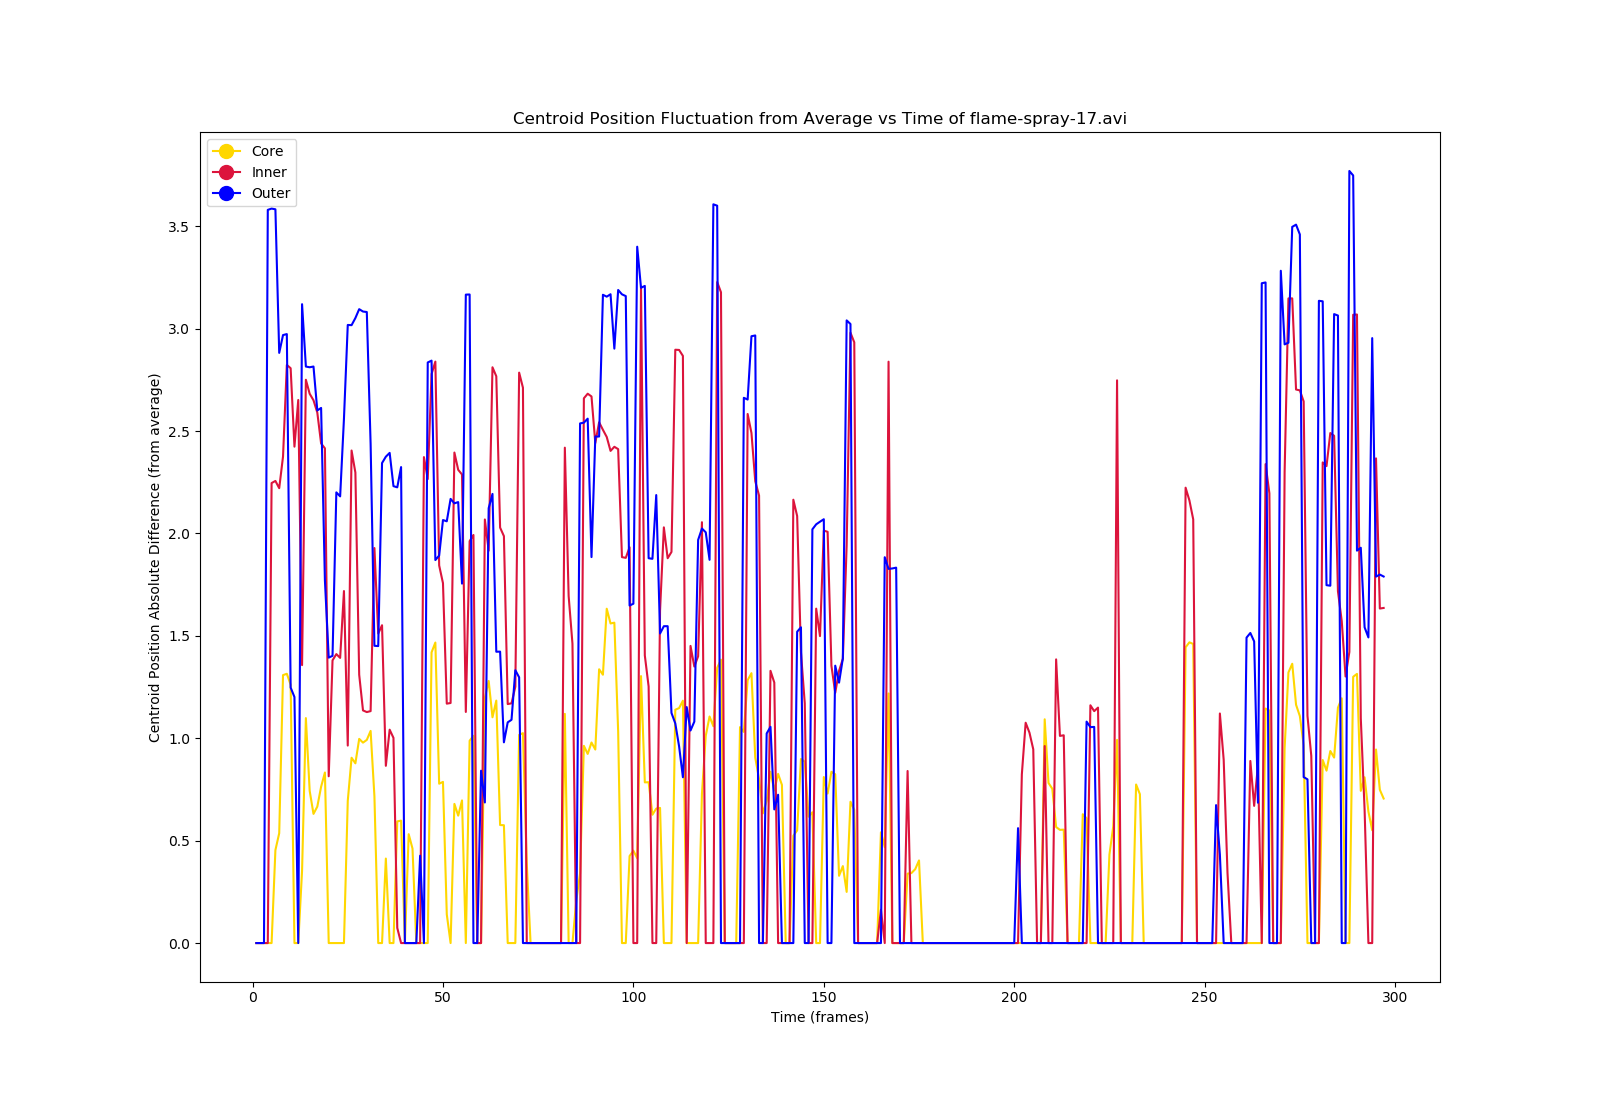 Centroid Position Fluctuation from Average vs Time of flame-spray-17.avi
Core
Inner
Outer
Centroid Position Absolute Difference (from average)
3.5
3.0
2.5
2.0
1.5
1.0
0.5
0.0
0 50 100 150 200 250 300
Time (frames)